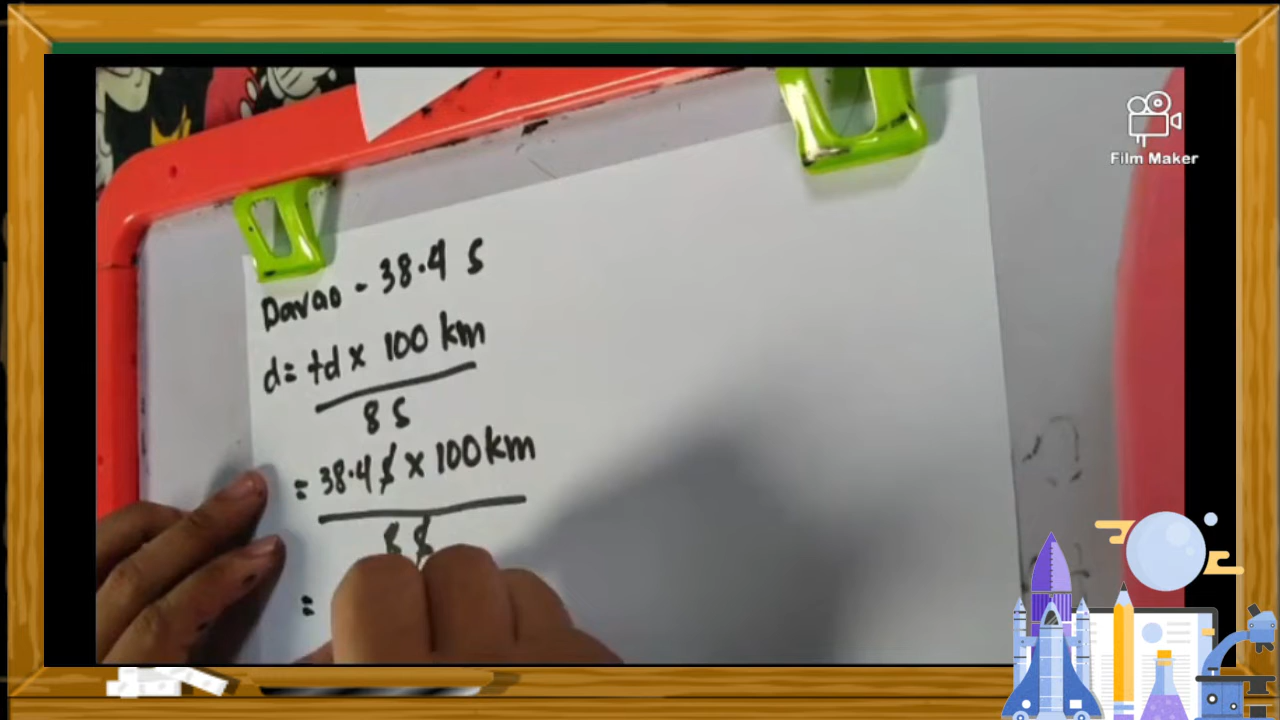 Davao - 38.4 s
d= td x 100 km
8 s
= 38.4 s x 100 km
8 s
=
Film Maker